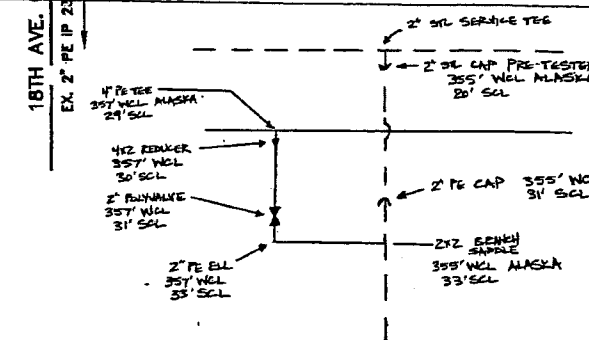 18TH AVE.
EX. 2" PE IP
2" STL SERVICE TEE
2" STL CAP PRE-TESTED
355' WCL ALASKA
20' SCL
4" PE TEE
357' WCL ALASKA
29' SCL
4X2 REDUCER
357' WCL
30' SCL
2" POLYVALVE
357' WCL
31' SCL
2" PE CAP 355' WCL
31' SCL
2X2 BRANCH
SADDLE
355' WCL ALASKA
33' SCL
2" PE ELL
357' WCL
33' SCL